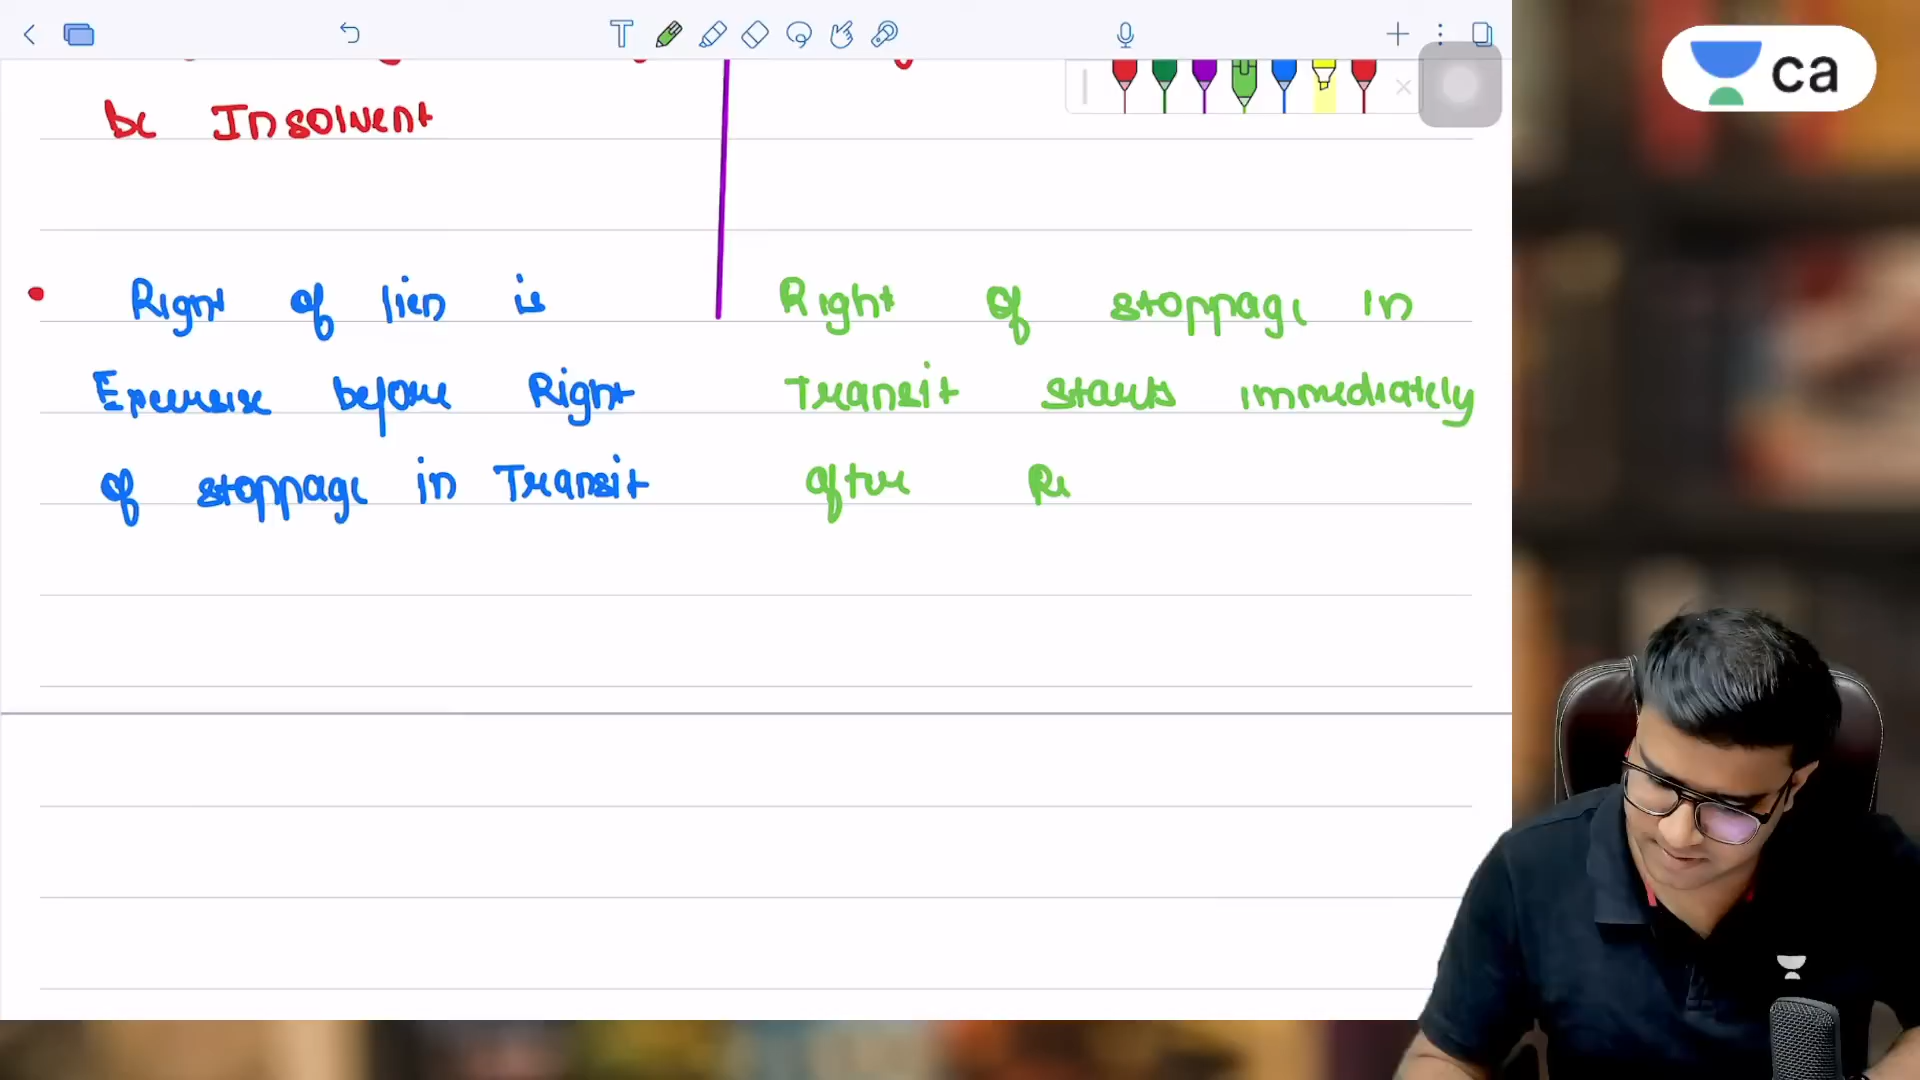 ca
be Insolvent
Right of lien is
Exercise before Right
of stoppage in Transit
Right of stoppage in
Transit starts immediately
after Re